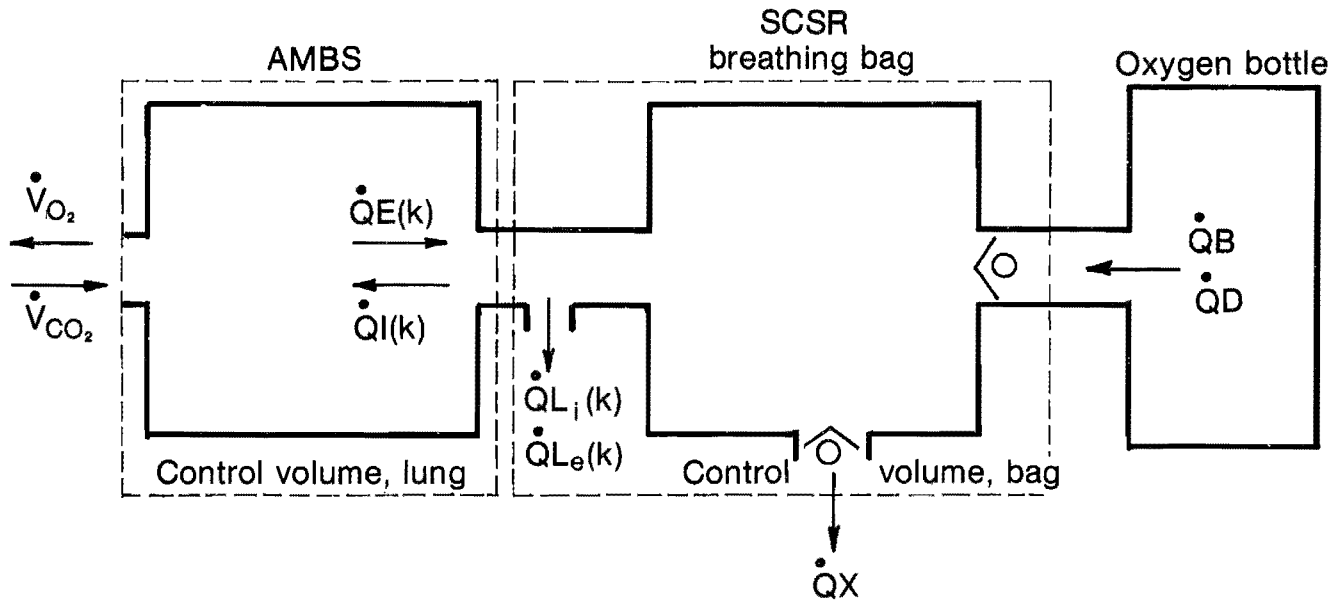 AMBS
SCSR
breathing bag
Oxygen bottle
V̇O₂
V̇CO₂
Q̇E(k)
Q̇I(k)
Q̇Lᵢ(k)
Q̇Lₑ(k)
Q̇B
Q̇D
Control volume, lung
Control volume, bag
Q̇X